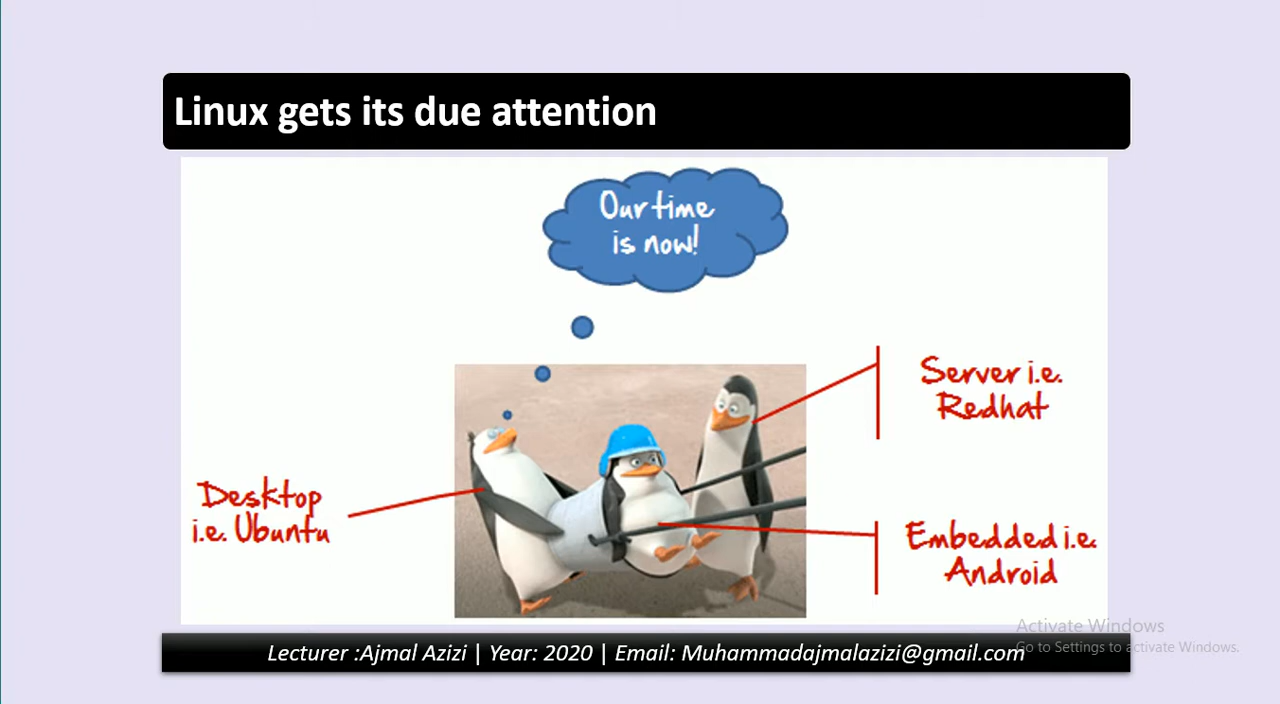 Linux gets its due attention
Our time
is now!
Server i.e.
Redhat
Desktop
i.e. Ubuntu
Embedded i.e.
Android
Activate Windows
Go to Settings to activate Windows.
Lecturer :Ajmal Azizi | Year: 2020 | Email: Muhammadajmalazizi@gmail.com